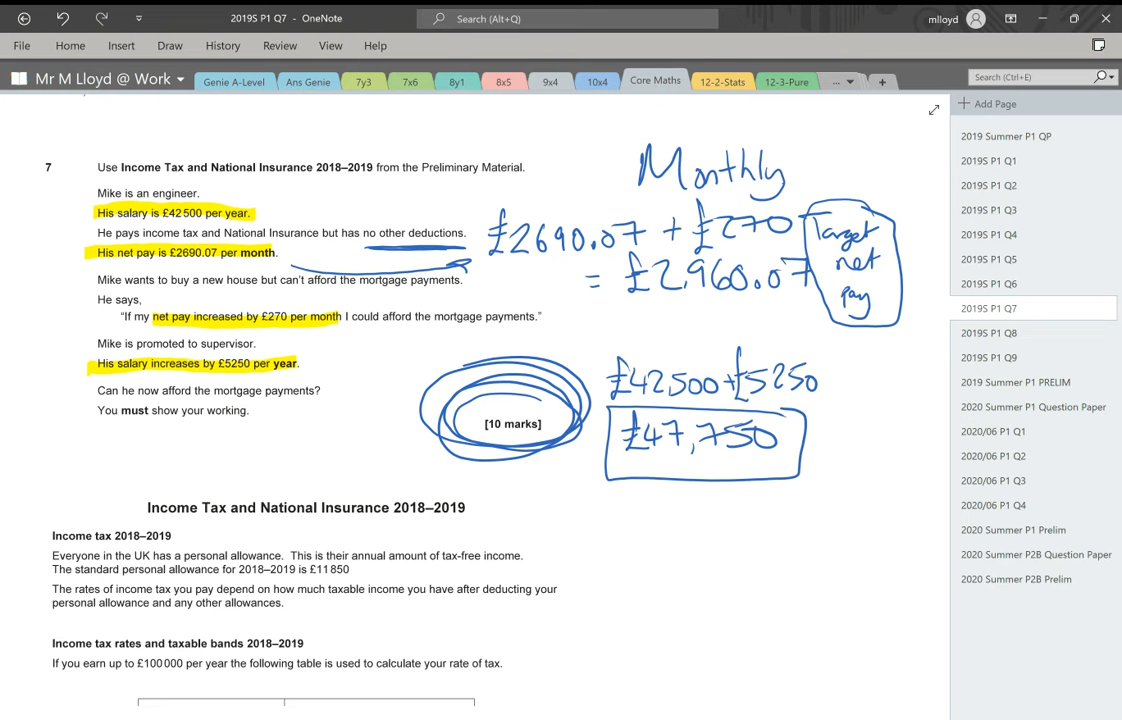 2019S P1 Q7 - OneNote
Search (Alt+Q)
mlloyd
File Home Insert Draw History Review View Help
Mr M Lloyd @ Work
Genie A-Level Ans Genie 7y3 7x6 8y1 8x5 9x4 10x4 Core Maths 12-2-Stats 12-3-Pure ... +
Search (Ctrl+E)
Add Page
2019 Summer P1 QP
2019S P1 Q1
2019S P1 Q2
2019S P1 Q3
2019S P1 Q4
2019S P1 Q5
2019S P1 Q6
2019S P1 Q7
2019S P1 Q8
2019S P1 Q9
2019 Summer P1 PRELIM
2020 Summer P1 Question Paper
2020/06 P1 Q1
2020/06 P1 Q2
2020/06 P1 Q3
2020/06 P1 Q4
2020 Summer P1 Prelim
2020 Summer P2B Question Paper
2020 Summer P2B Prelim
7 Use Income Tax and National Insurance 2018–2019 from the Preliminary Material.
Mike is an engineer.
His salary is £42 500 per year.
He pays income tax and National Insurance but has no other deductions.
His net pay is £2690.07 per month.
Mike wants to buy a new house but can't afford the mortgage payments.
He says,
“If my net pay increased by £270 per month I could afford the mortgage payments.”
Mike is promoted to supervisor.
His salary increases by £5250 per year.
Can he now afford the mortgage payments?
You must show your working.
[10 marks]
Monthly
£2690.07 + £270
= £2,960.07
Target
net
pay
£42,500+£5250
£47,750
Income Tax and National Insurance 2018–2019
Income tax 2018–2019
Everyone in the UK has a personal allowance. This is their annual amount of tax-free income.
The standard personal allowance for 2018–2019 is £11 850
The rates of income tax you pay depend on how much taxable income you have after deducting your
personal allowance and any other allowances.
Income tax rates and taxable bands 2018–2019
If you earn up to £100 000 per year the following table is used to calculate your rate of tax.